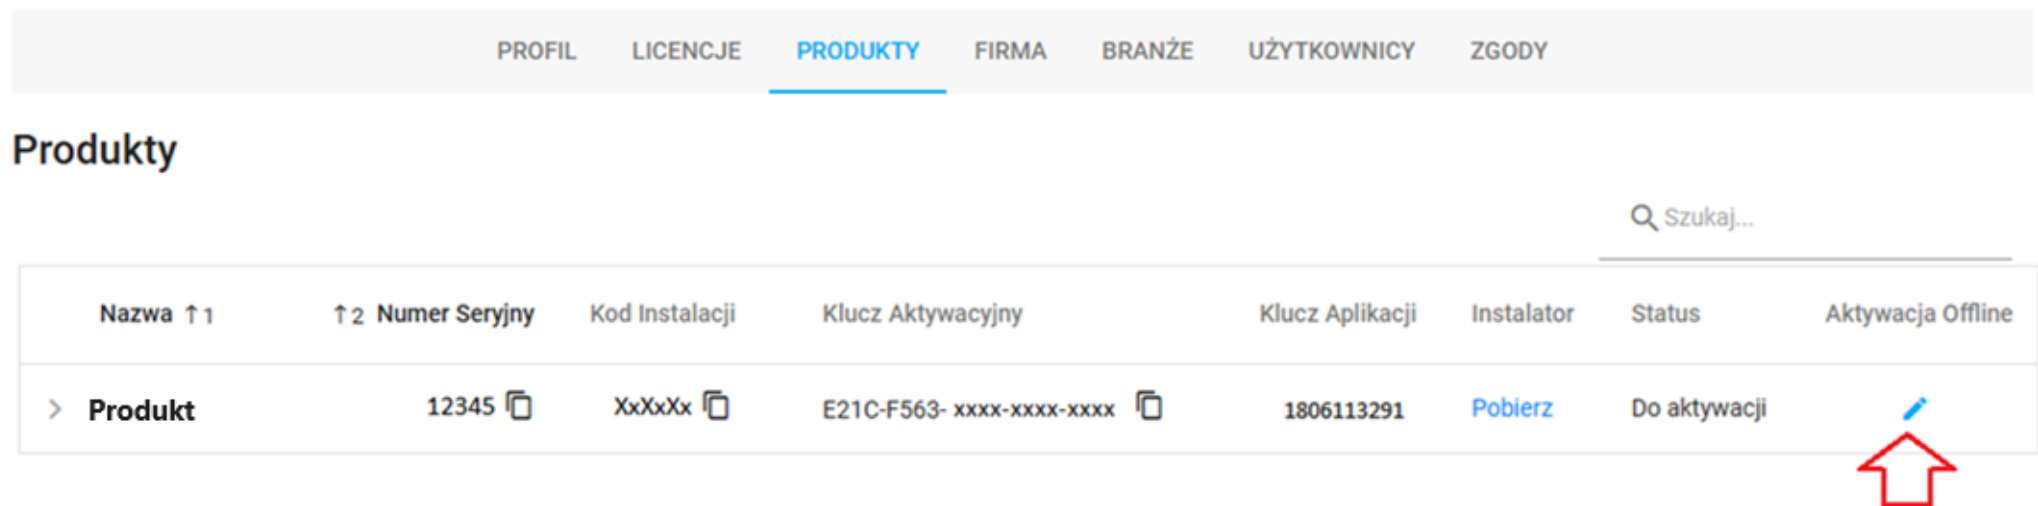 PROFIL LICENCJE PRODUKTY FIRMA BRANŻE UŻYTKOWNICY ZGODY
Produkty
Szukaj...
Nazwa ↑1 ↑2 Numer Seryjny Kod Instalacji Klucz Aktywacyjny Klucz Aplikacji Instalator Status Aktywacja Offline
Produkt 12345 XxXxXx E21C-F563- xxxx-xxxx-xxxx 1806113291 Pobierz Do aktywacji